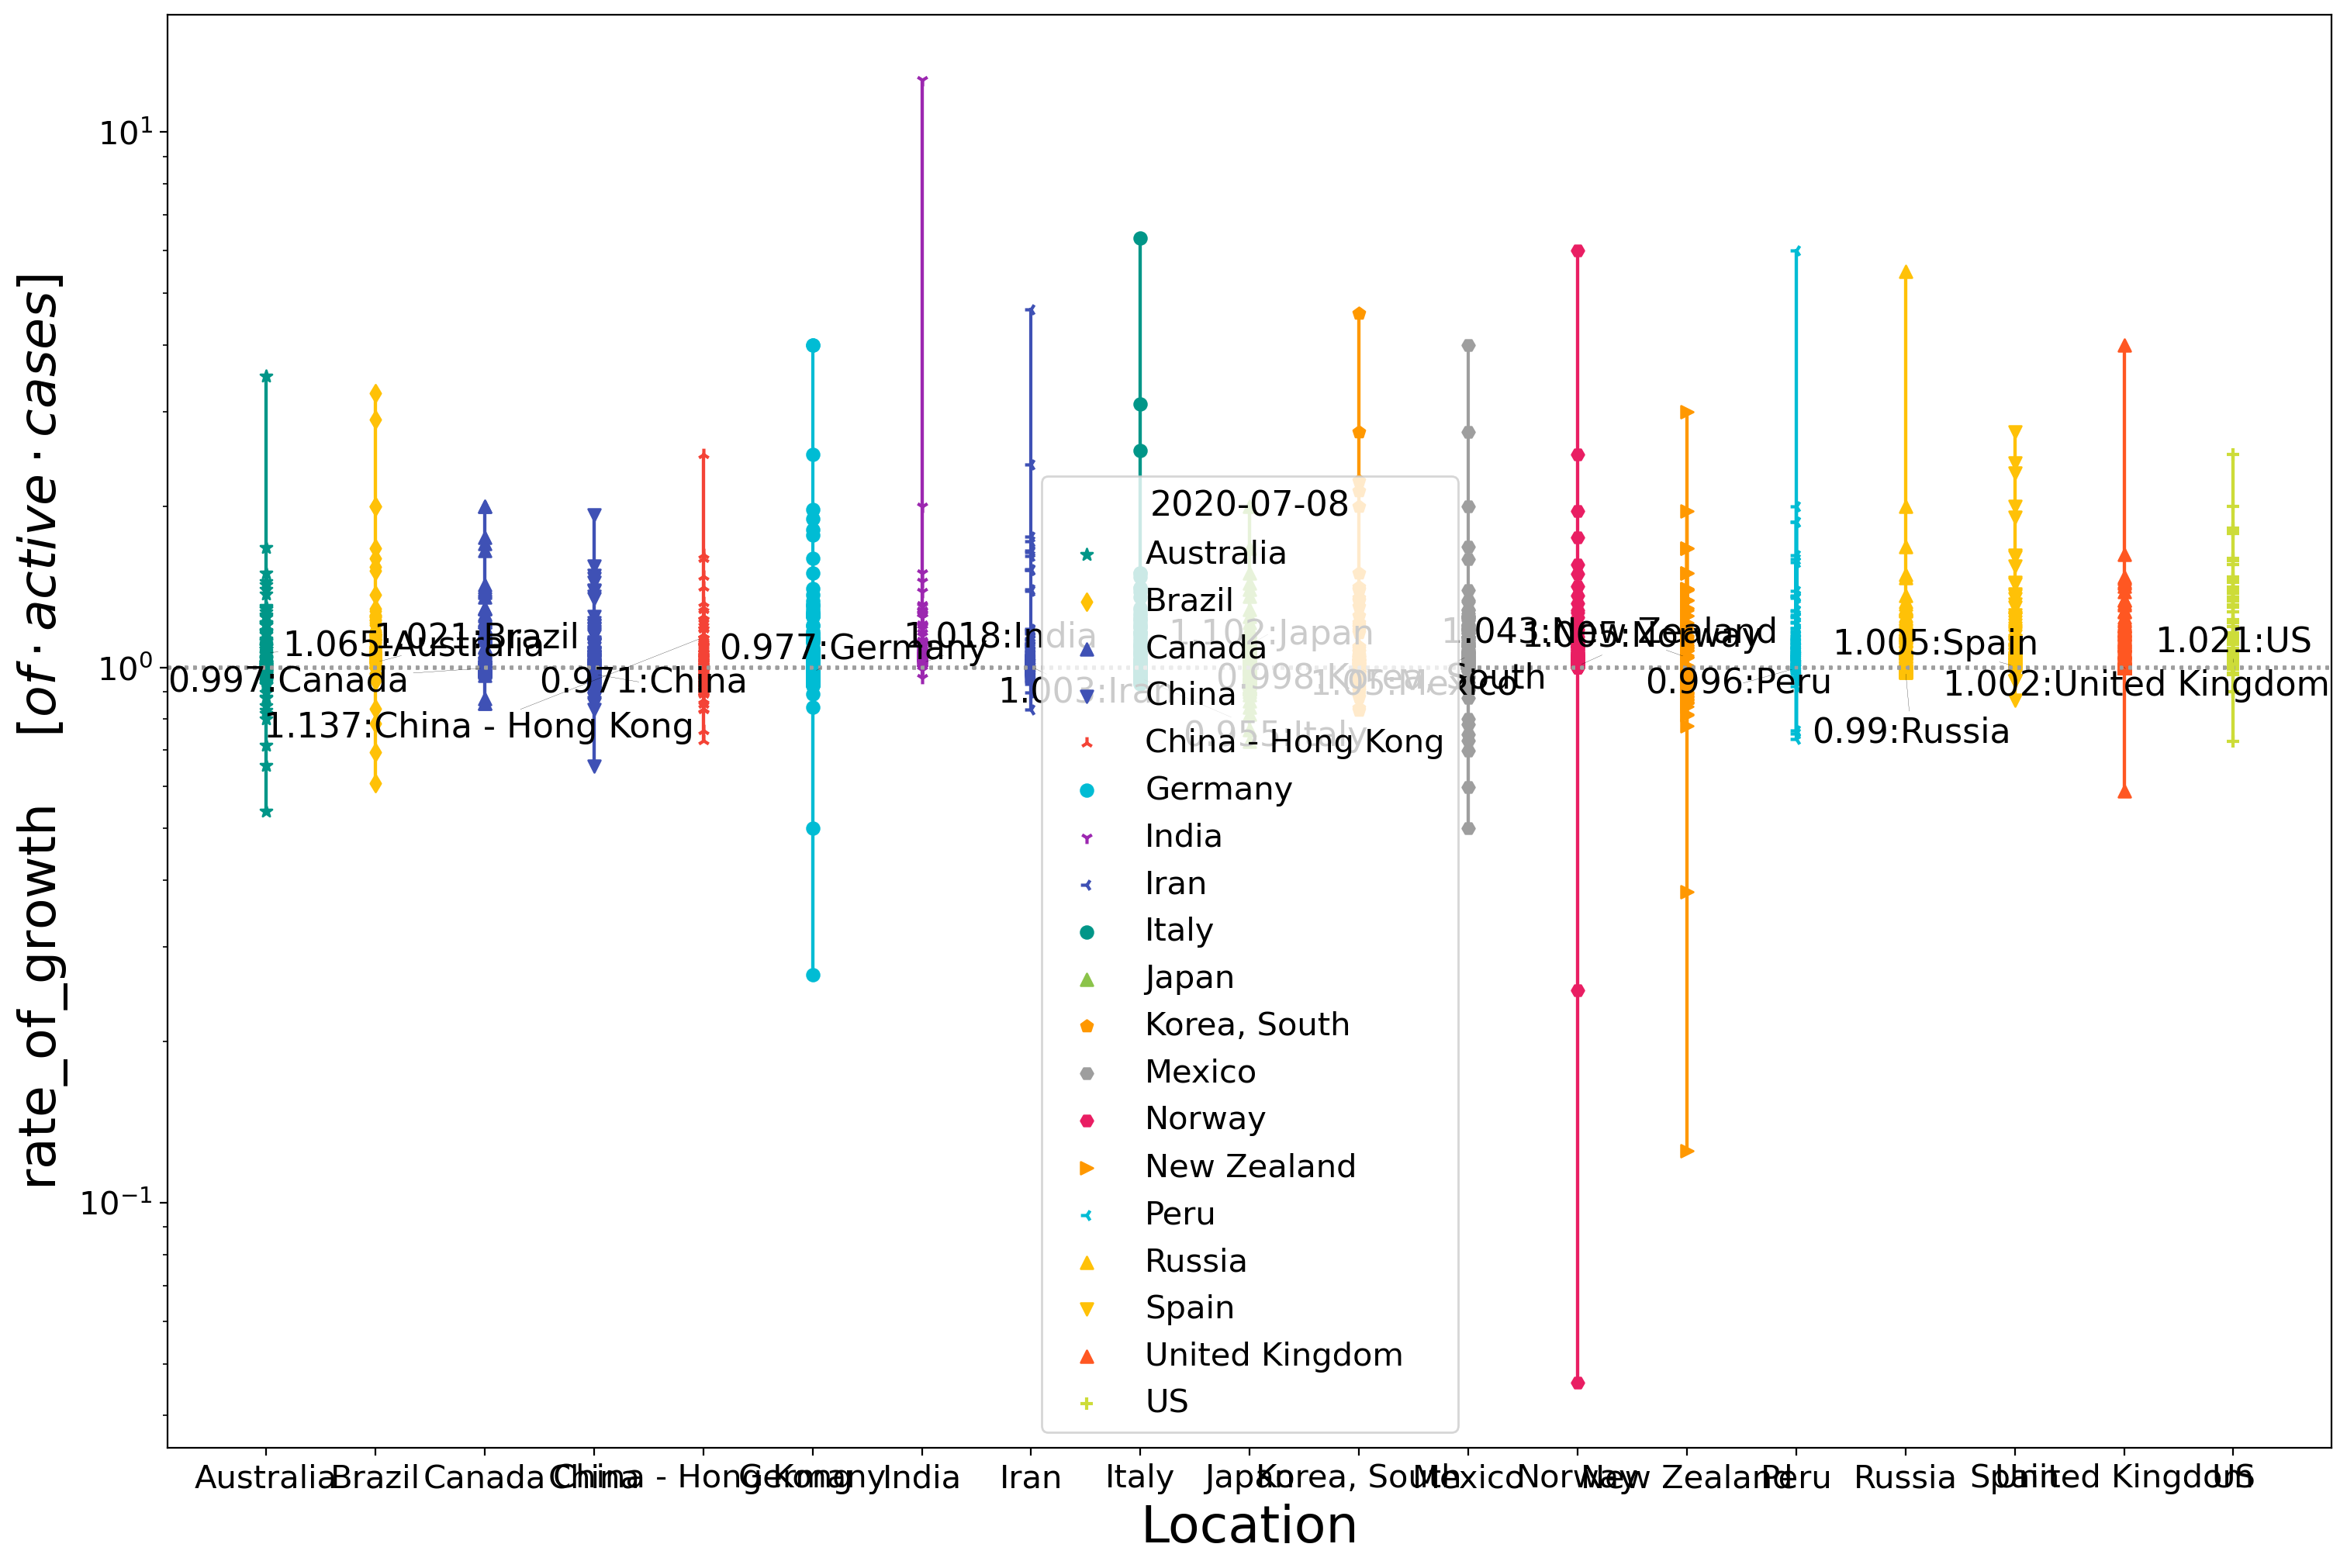 10¹
10⁰
10⁻¹
rate_of_growth [of · active · cases]
1.065:Australia
1.021:Brazil
0.997:Canada
0.971:China
1.137:China - Hong Kong
0.977:Germany
1.018:India
1.003:Iran
0.955:Italy
1.102:Japan
0.998:Korea, South
1.05:Mexico
1.005:Norway
1.043:New Zealand
0.996:Peru
0.99:Russia
1.005:Spain
1.002:United Kingdom
1.021:US
2020-07-08
Australia
Brazil
Canada
China
China - Hong Kong
Germany
India
Iran
Italy
Japan
Korea, South
Mexico
Norway
New Zealand
Peru
Russia
Spain
United Kingdom
US
Australia Brazil Canada China China - Hong Kong Germany India Iran Italy Japan Korea, South Mexico Norway New Zealand Peru Russia Spain United Kingdom US
Location